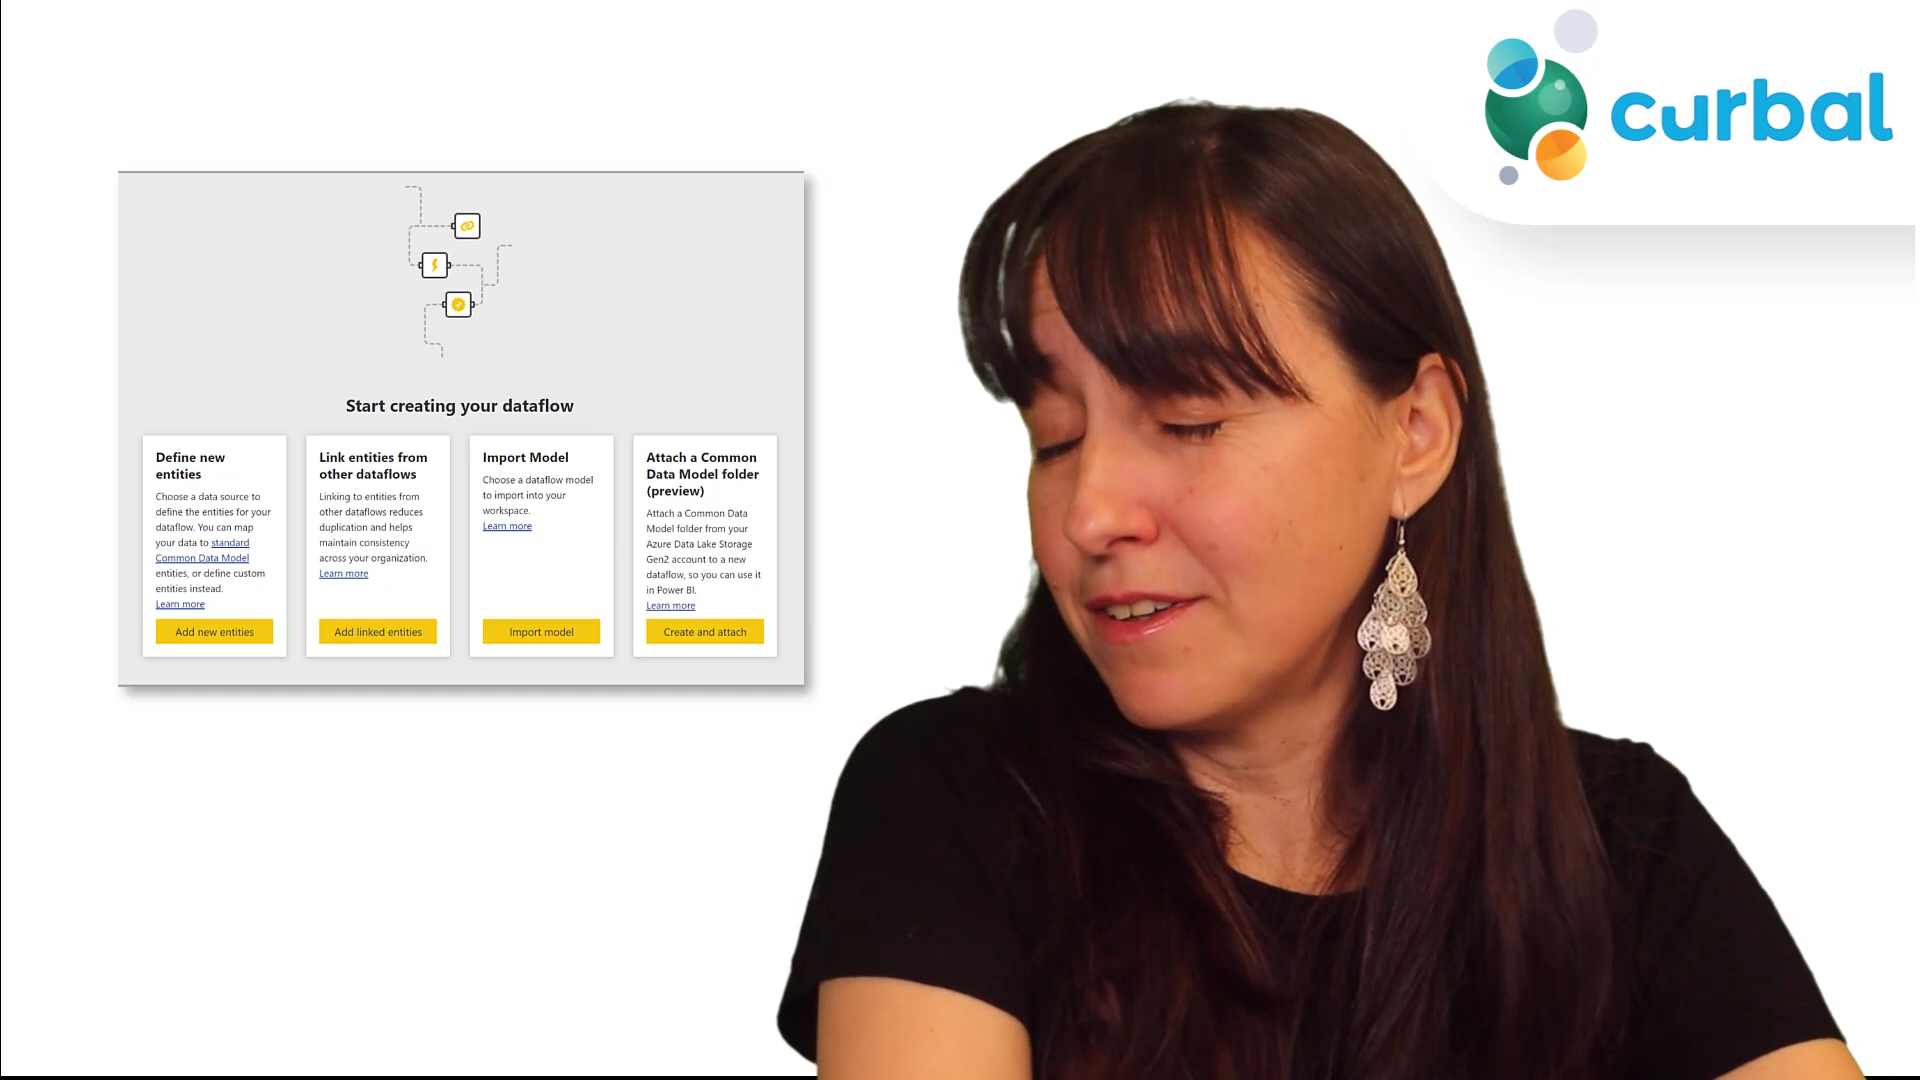 curbal
Start creating your dataflow
Define new
entities
Choose a data source to
define the entities for your
dataflow. You can map
your data to standard
Common Data Model
entities, or define custom
entities instead.
Learn more
Add new entities
Link entities from
other dataflows
Linking to entities from
other dataflows reduces
duplication and helps
maintain consistency
across your organization.
Learn more
Add linked entities
Import Model
Choose a dataflow model
to import into your
workspace.
Learn more
Import model
Attach a Common
Data Model folder
(preview)
Attach a Common Data
Model folder from your
Azure Data Lake Storage
Gen2 account to a new
dataflow, so you can use it
in Power BI.
Learn more
Create and attach